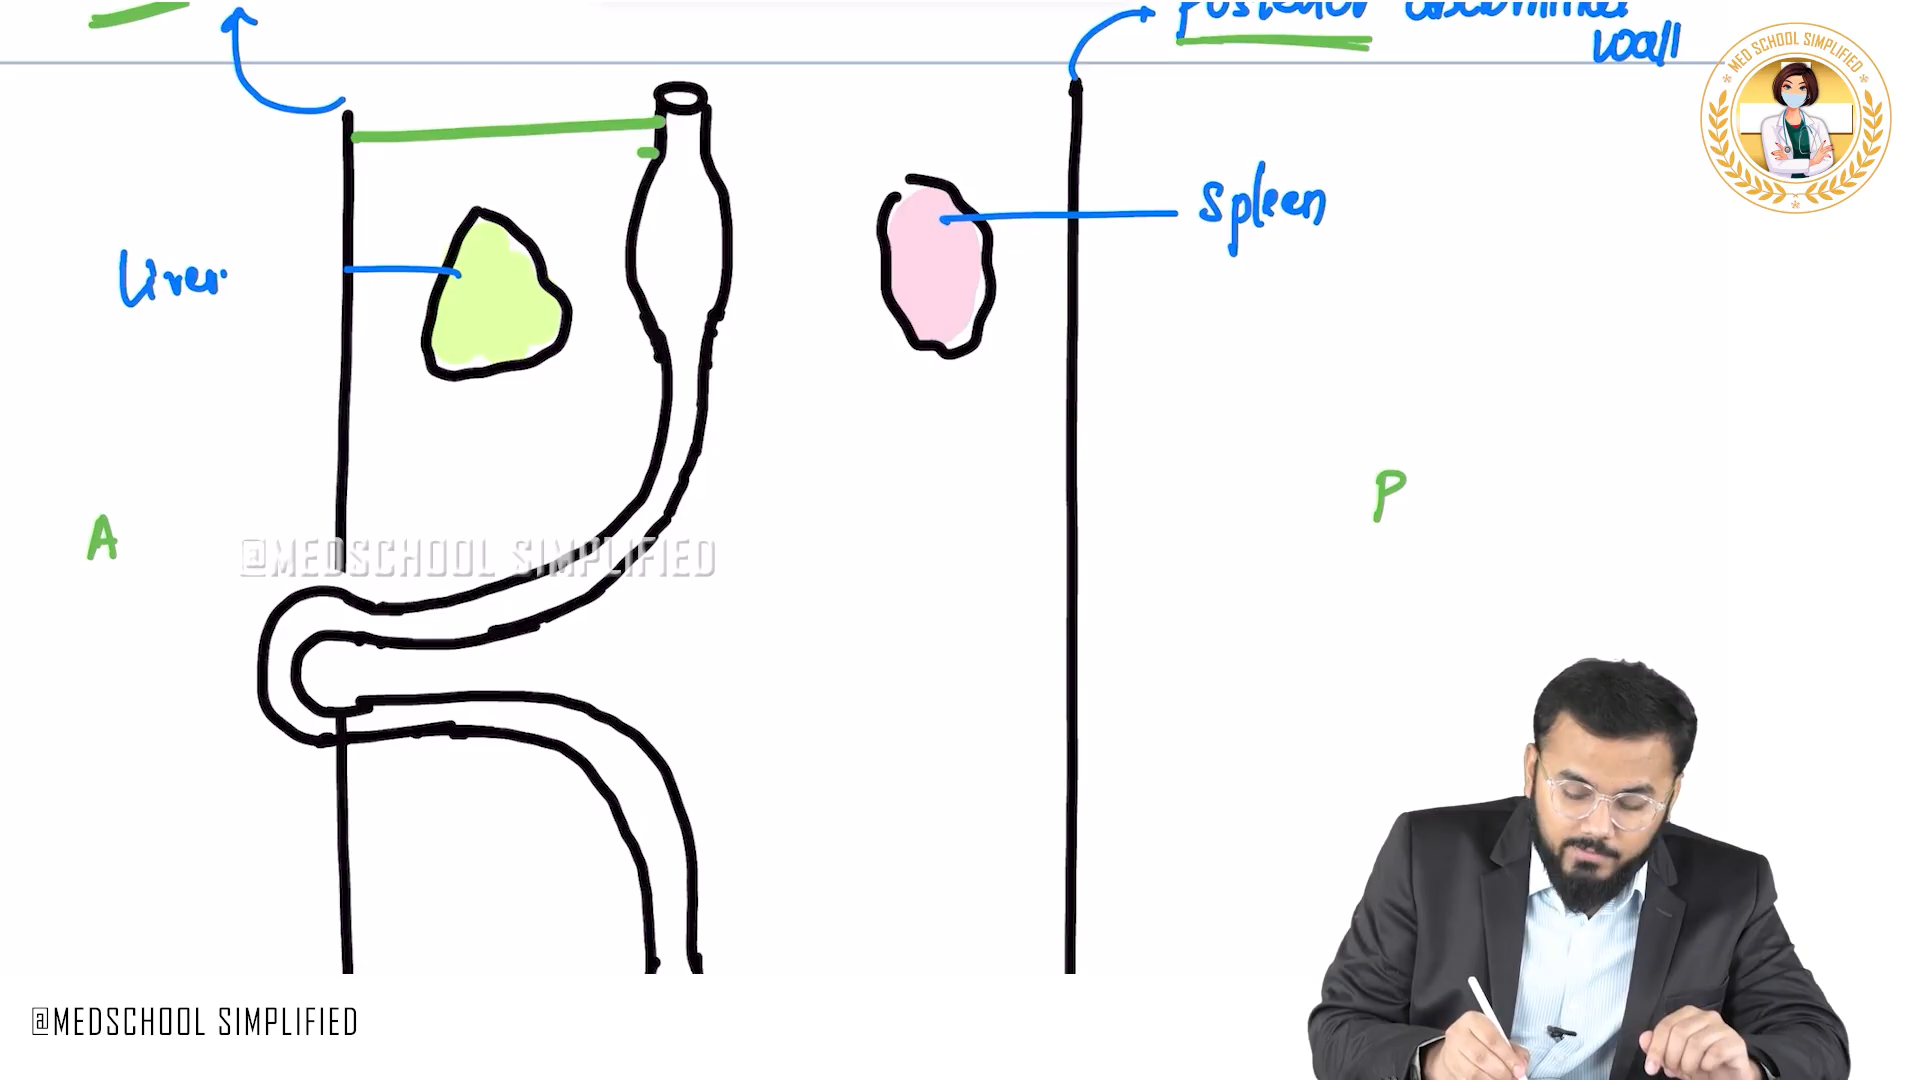 posterior abdominal
wall
MED SCHOOL SIMPLIFIED
Spleen
Liver
P
A
@MEDSCHOOL SIMPLIFIED
@MEDSCHOOL SIMPLIFIED